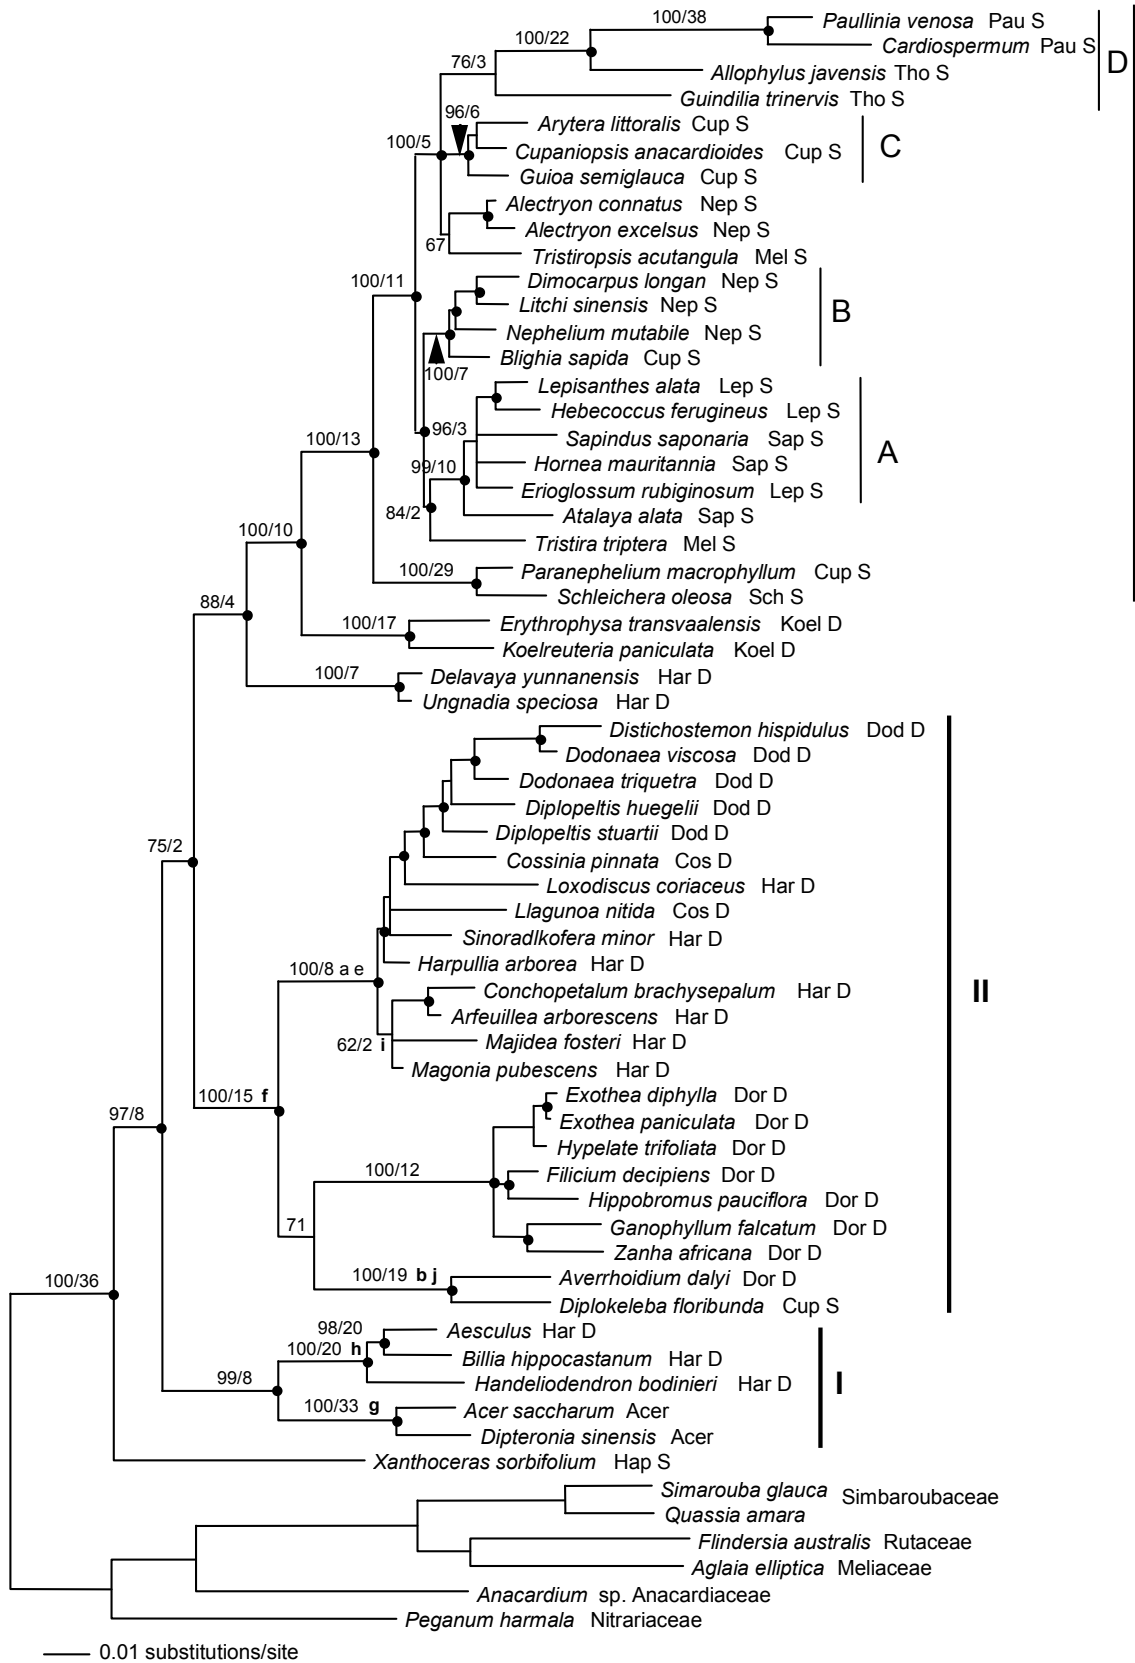 100/38
Paullinia venosa Pau S
100/22
Cardiospermum Pau S
D
76/3
Allophylus javensis Tho S
Guindilia trinervis Tho S
96/6
Arytera littoralis Cup S
100/5
Cupaniopsis anacardioides Cup S
C
Guioa semiglauca Cup S
Alectryon connatus Nep S
Alectryon excelsus Nep S
67
Tristiropsis acutangula Mel S
100/11
Dimocarpus longan Nep S
Litchi sinensis Nep S
B
Nephelium mutabile Nep S
Blighia sapida Cup S
100/7
Lepisanthes alata Lep S
Hebecoccus ferugineus Lep S
96/3
100/13
Sapindus saponaria Sap S
A
99/10
Hornea mauritannia Sap S
Erioglossum rubiginosum Lep S
84/2
Atalaya alata Sap S
100/10
Tristira triptera Mel S
100/29
Paranephelium macrophyllum Cup S
Schleichera oleosa Sch S
88/4
100/17
Erythrophysa transvaalensis Koel D
Koelreuteria paniculata Koel D
100/7
Delavaya yunnanensis Har D
Ungnadia speciosa Har D
Distichostemon hispidulus Dod D
Dodonaea viscosa Dod D
Dodonaea triquetra Dod D
Diplopeltis huegelii Dod D
Diplopeltis stuartii Dod D
75/2
Cossinia pinnata Cos D
Loxodiscus coriaceus Har D
Llagunoa nitida Cos D
Sinoradlkofera minor Har D
100/8 a e
Harpullia arborea Har D
Conchopetalum brachysepalum Har D
II
Arfeuillea arborescens Har D
62/2 i
Majidea fosteri Har D
Magonia pubescens Har D
100/15 f
Exothea diphylla Dor D
97/8
Exothea paniculata Dor D
Hypelate trifoliata Dor D
100/12
Filicium decipiens Dor D
Hippobromus pauciflora Dor D
71
Ganophyllum falcatum Dor D
Zanha africana Dor D
100/36
100/19 b j
Averrhoidium dalyi Dor D
Diplokeleba floribunda Cup S
98/20
Aesculus Har D
100/20 h
Billia hippocastanum Har D
99/8
Handeliodendron bodinieri Har D
I
100/33 g
Acer saccharum Acer
Dipteronia sinensis Acer
Xanthoceras sorbifolium Hap S
Simarouba glauca
Simbaroubaceae
Quassia amara
Flindersia australis Rutaceae
Aglaia elliptica Meliaceae
Anacardium sp. Anacardiaceae
Peganum harmala Nitrariaceae
0.01 substitutions/site